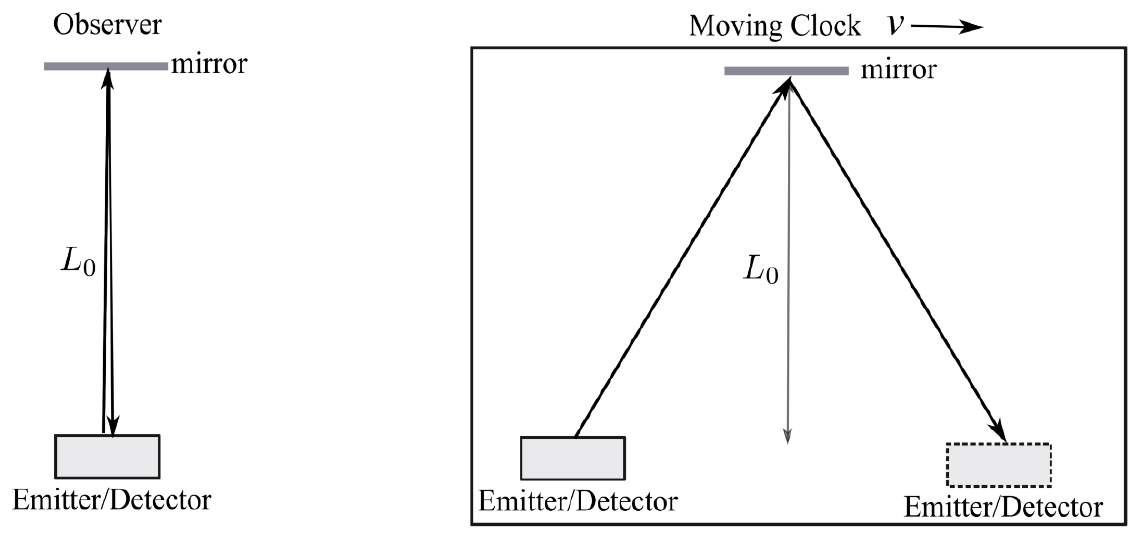 Observer
mirror
L₀
Emitter/Detector
Moving Clock v
mirror
L₀
Emitter/Detector
Emitter/Detector